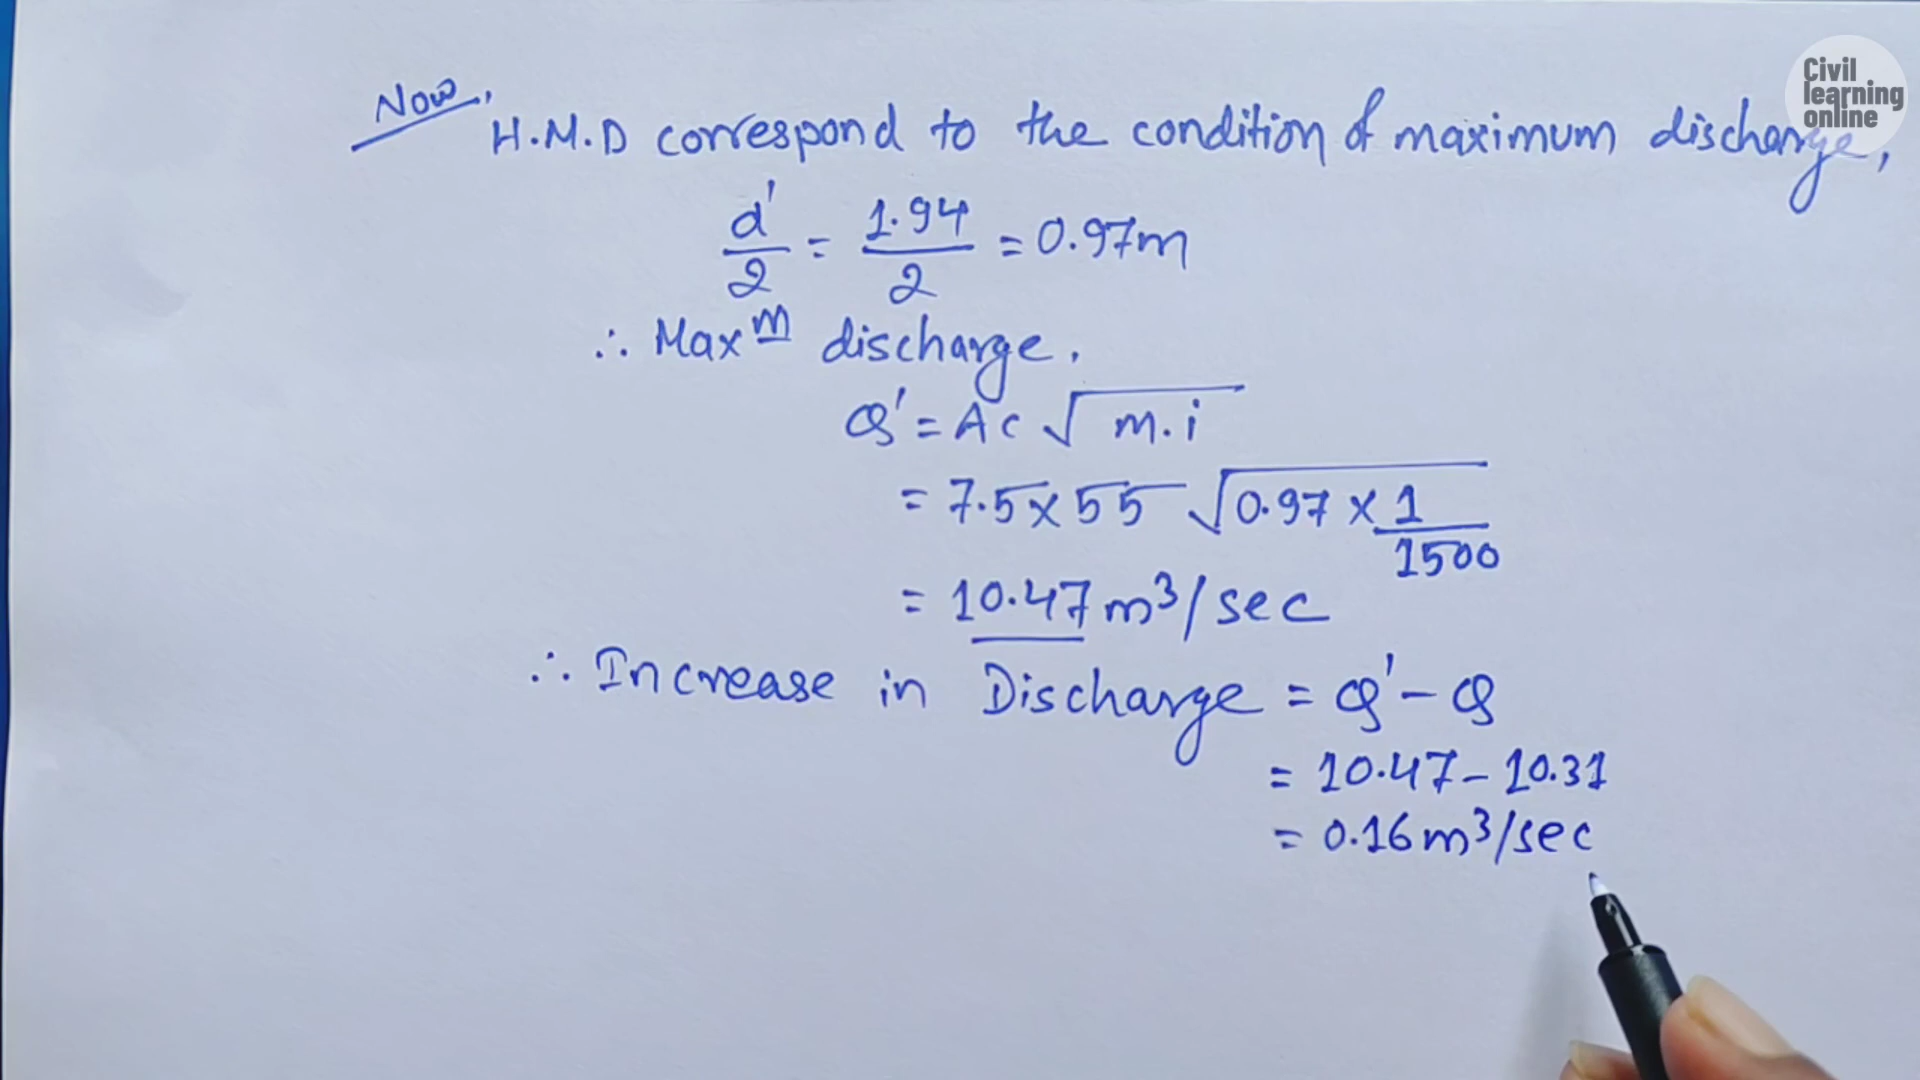 Civil
learning
online
Now,
H.M.D correspond to the condition of maximum discharge,
d'/2 = 1.94/2 = 0.97m
∴ Maxᵐ discharge.
Q' = AC √m.i
= 7.5 × 55 √0.97 × 1/1500
= 10.47 m³/sec
∴ Increase in Discharge = Q' - Q
= 10.47 - 10.31
= 0.16 m³/sec